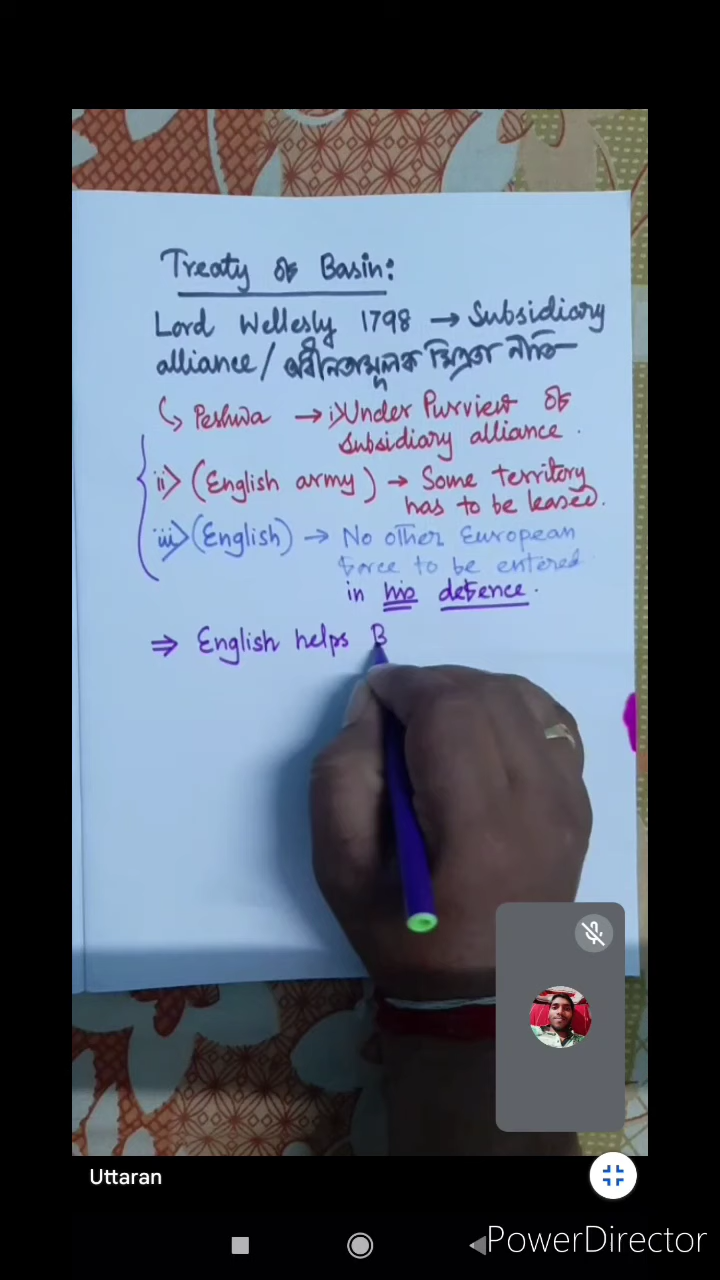 Treaty of Basin:
Lord Wellesly 1798 → Subsidiary
alliance / অধীনতামূলক মিত্রতা নীতি
↳ Peshwa → i) Under Purview of
subsidiary alliance.
ii) (English army) → Some territory
has to be leased.
iii) (English) → No other European
force to be entered
in his defence.
⇒ English helps B
Uttaran
PowerDirector